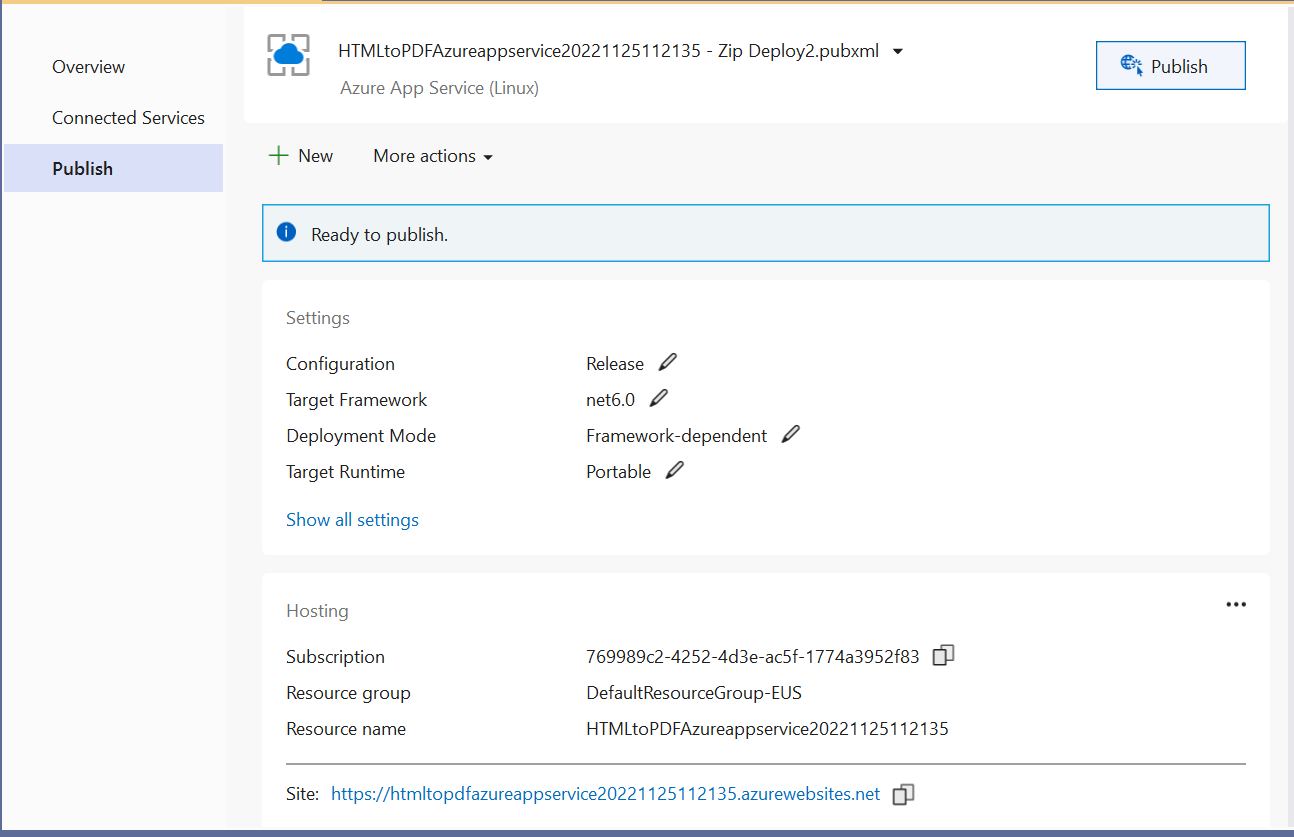 Overview
Connected Services
Publish
HTMLtoPDFAzureappservice20221125112135 - Zip Deploy2.pubxml
Azure App Service (Linux)
Publish
New
More actions
Ready to publish.
Settings
Configuration Release
Target Framework net6.0
Deployment Mode Framework-dependent
Target Runtime Portable
Show all settings
Hosting
Subscription 769989c2-4252-4d3e-ac5f-1774a3952f83
Resource group DefaultResourceGroup-EUS
Resource name HTMLtoPDFAzureappservice20221125112135
Site: https://htmltopdfazureappservice20221125112135.azurewebsites.net